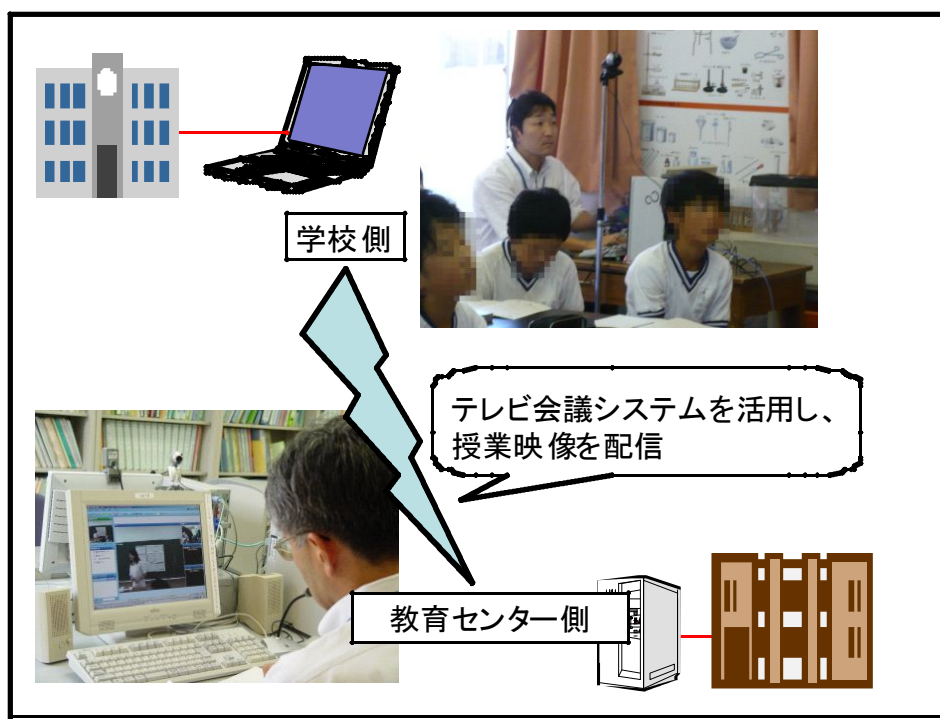 学校側
テレビ会議システムを活用し、
授業映像を配信
教育センター側